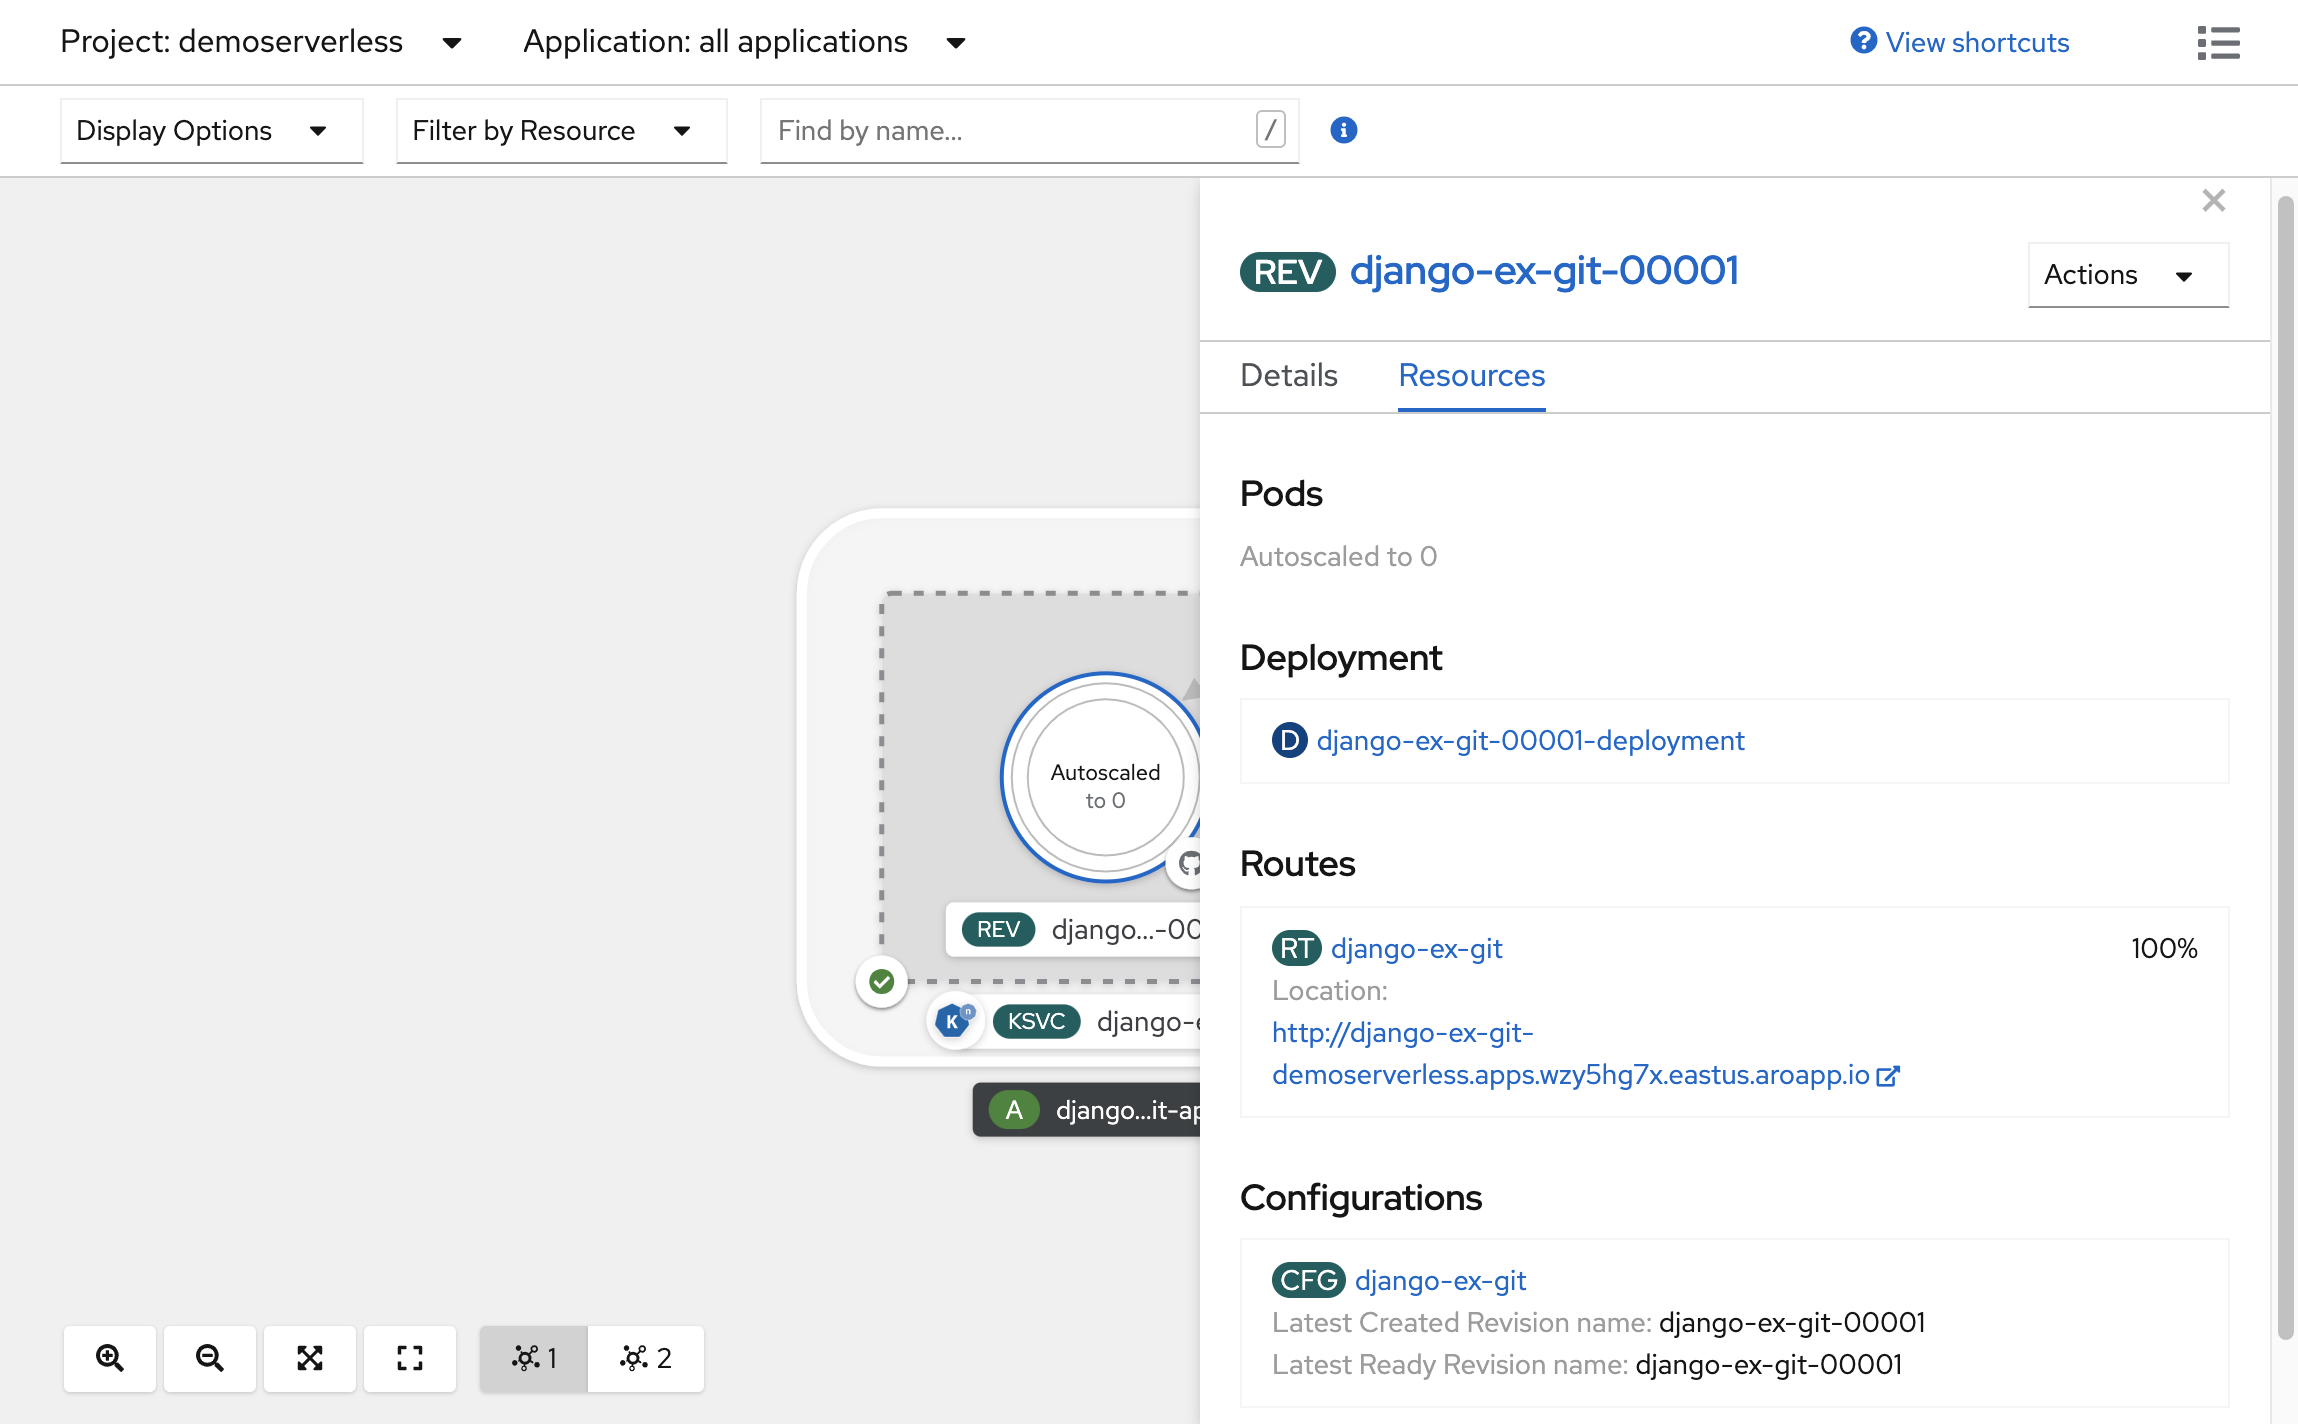 Project: demoserverless
Application: all applications
View shortcuts
Display Options
Filter by Resource
Find by name...
/
django-ex-git-00001
REV
Actions
Details
Resources
Pods
Autoscaled to 0
Deployment
D django-ex-git-00001-deployment
Routes
RT django-ex-git
100%
Location:
http://django-ex-git-
demoserverless.apps.wzy5hg7x.eastus.aroapp.io
Configurations
CFG django-ex-git
Latest Created Revision name: django-ex-git-00001
Latest Ready Revision name: django-ex-git-00001
Autoscaled
to 0
REV django...-00
K n KSVC django-e
A django...it-ap
1
2